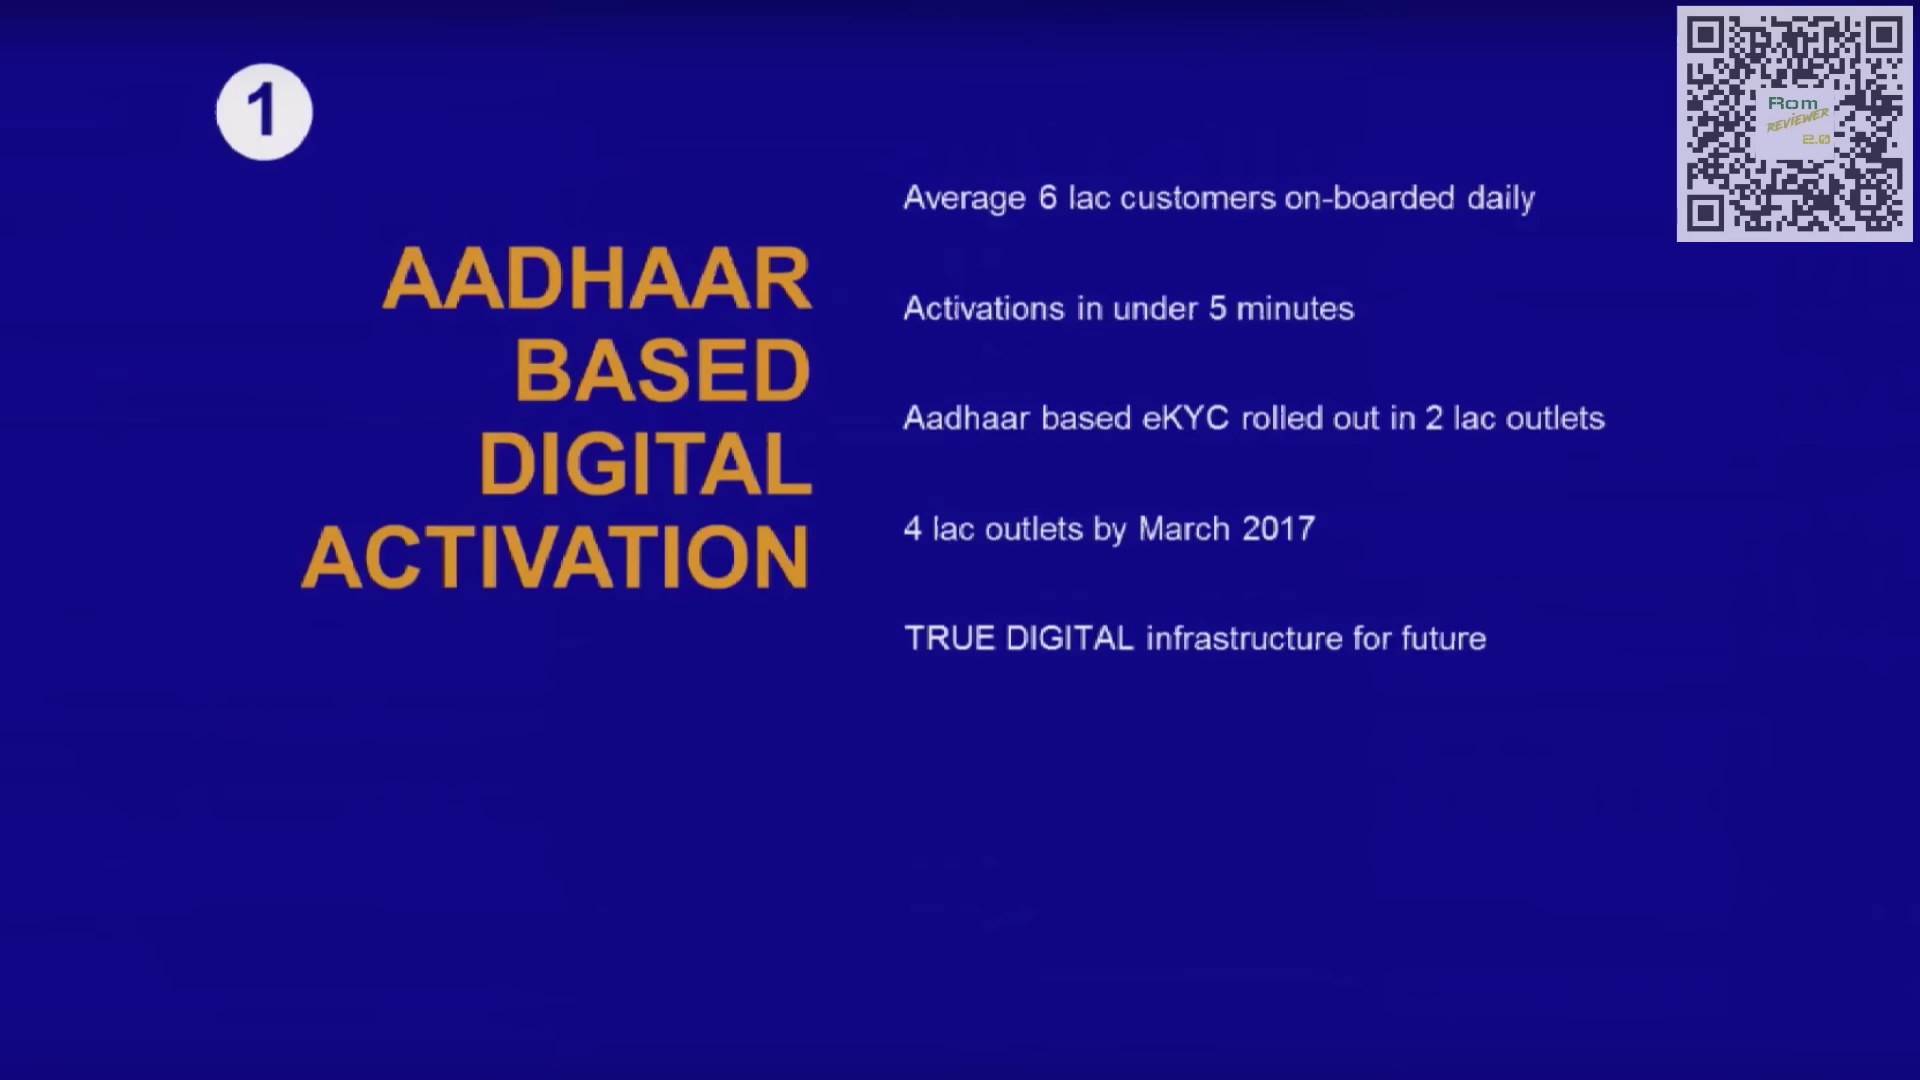 1
AADHAAR
BASED
DIGITAL
ACTIVATION
Average 6 lac customers on-boarded daily
Activations in under 5 minutes
Aadhaar based eKYC rolled out in 2 lac outlets
4 lac outlets by March 2017
TRUE DIGITAL infrastructure for future
Rom
REVIEWER
2.0